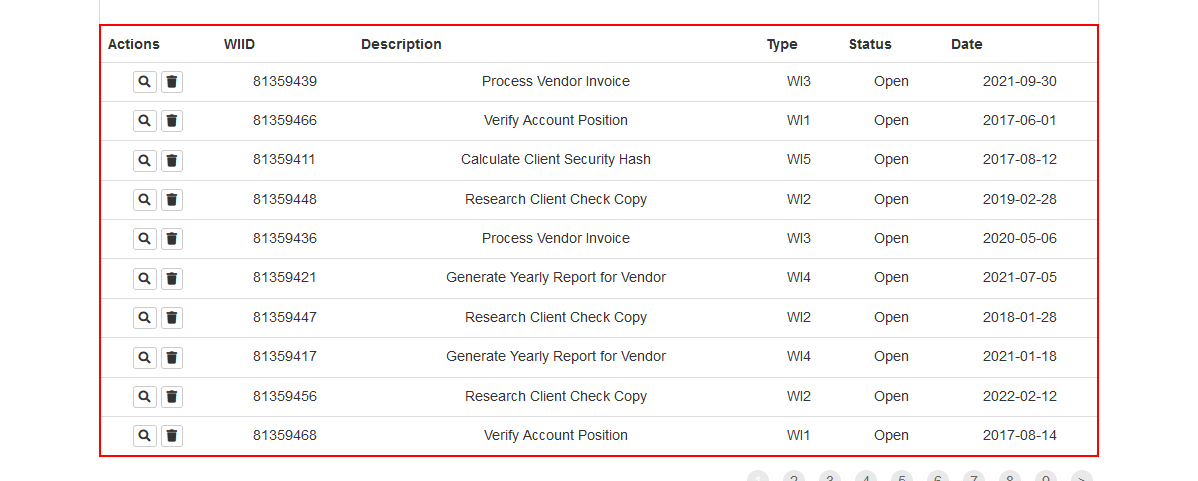 Actions WIID Description Type Status Date
81359439 Process Vendor Invoice WI3 Open 2021-09-30
81359466 Verify Account Position WI1 Open 2017-06-01
81359411 Calculate Client Security Hash WI5 Open 2017-08-12
81359448 Research Client Check Copy WI2 Open 2019-02-28
81359436 Process Vendor Invoice WI3 Open 2020-05-06
81359421 Generate Yearly Report for Vendor WI4 Open 2021-07-05
81359447 Research Client Check Copy WI2 Open 2018-01-28
81359417 Generate Yearly Report for Vendor WI4 Open 2021-01-18
81359456 Research Client Check Copy WI2 Open 2022-02-12
81359468 Verify Account Position WI1 Open 2017-08-14
1 2 3 4 5 6 7 8 9 >